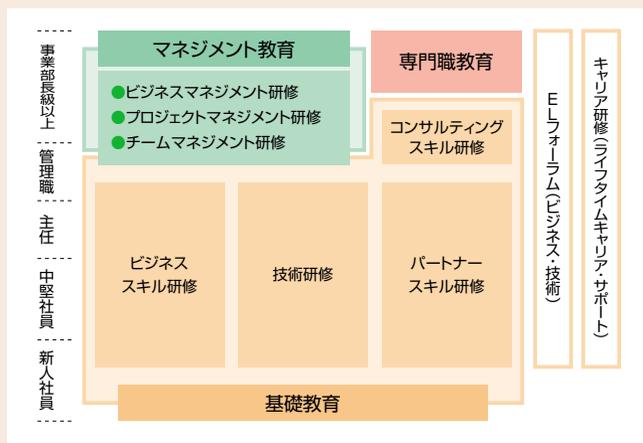 事業部長級以上
管理職
主任
中堅社員
新人社員
マネジメント教育
●ビジネスマネジメント研修
●プロジェクトマネジメント研修
●チームマネジメント研修
専門職教育
コンサルティング
スキル研修
ビジネス
スキル研修
技術研修
パートナー
スキル研修
基礎教育
ELフォーラム(ビジネス・技術)
キャリア研修(ライフタイムキャリア・サポート)